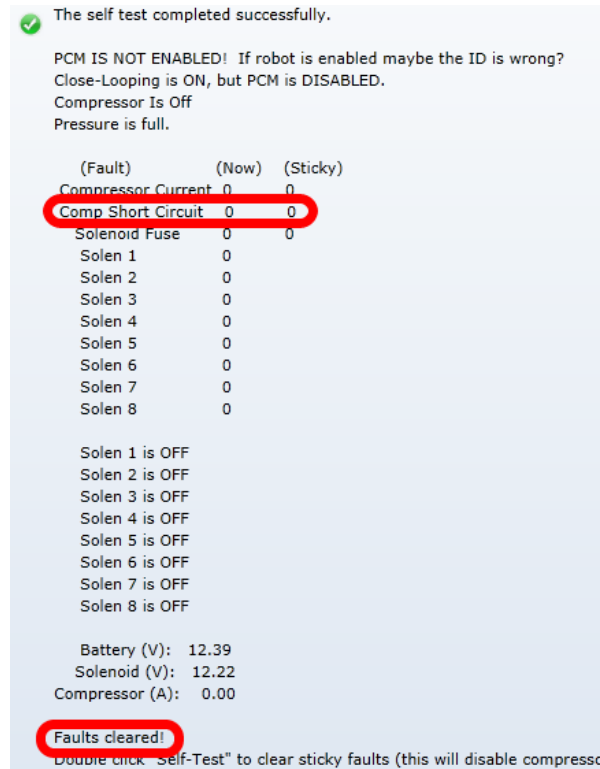 The self test completed successfully.
PCM IS NOT ENABLED! If robot is enabled maybe the ID is wrong?
Close-Looping is ON, but PCM is DISABLED.
Compressor Is Off
Pressure is full.
(Fault) (Now) (Sticky)
Compressor Current 0 0
Comp Short Circuit 0 0
Solenoid Fuse 0 0
Solen 1 0
Solen 2 0
Solen 3 0
Solen 4 0
Solen 5 0
Solen 6 0
Solen 7 0
Solen 8 0
Solen 1 is OFF
Solen 2 is OFF
Solen 3 is OFF
Solen 4 is OFF
Solen 5 is OFF
Solen 6 is OFF
Solen 7 is OFF
Solen 8 is OFF
Battery (V): 12.39
Solenoid (V): 12.22
Compressor (A): 0.00
Faults cleared!
Double click "Self-Test" to clear sticky faults (this will disable compresso